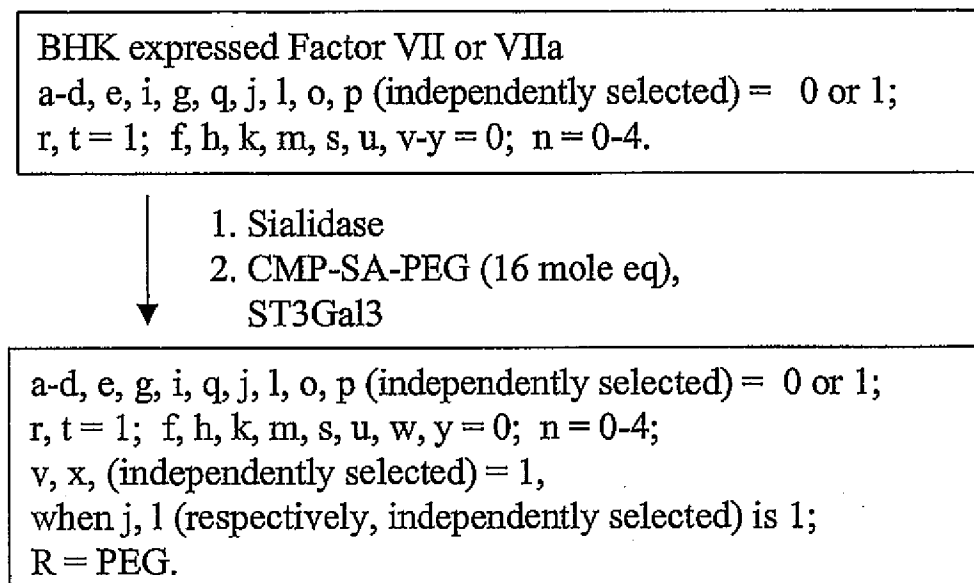 BHK expressed Factor VII or VIIa
a-d, e, i, g, q, j, l, o, p (independently selected) = 0 or 1;
r, t = 1; f, h, k, m, s, u, v-y = 0; n = 0-4.
1. Sialidase
2. CMP-SA-PEG (16 mole eq),
ST3Gal3
a-d, e, g, i, q, j, l, o, p (independently selected) = 0 or 1;
r, t = 1; f, h, k, m, s, u, w, y = 0; n = 0-4;
v, x, (independently selected) = 1,
when j, l (respectively, independently selected) is 1;
R = PEG.